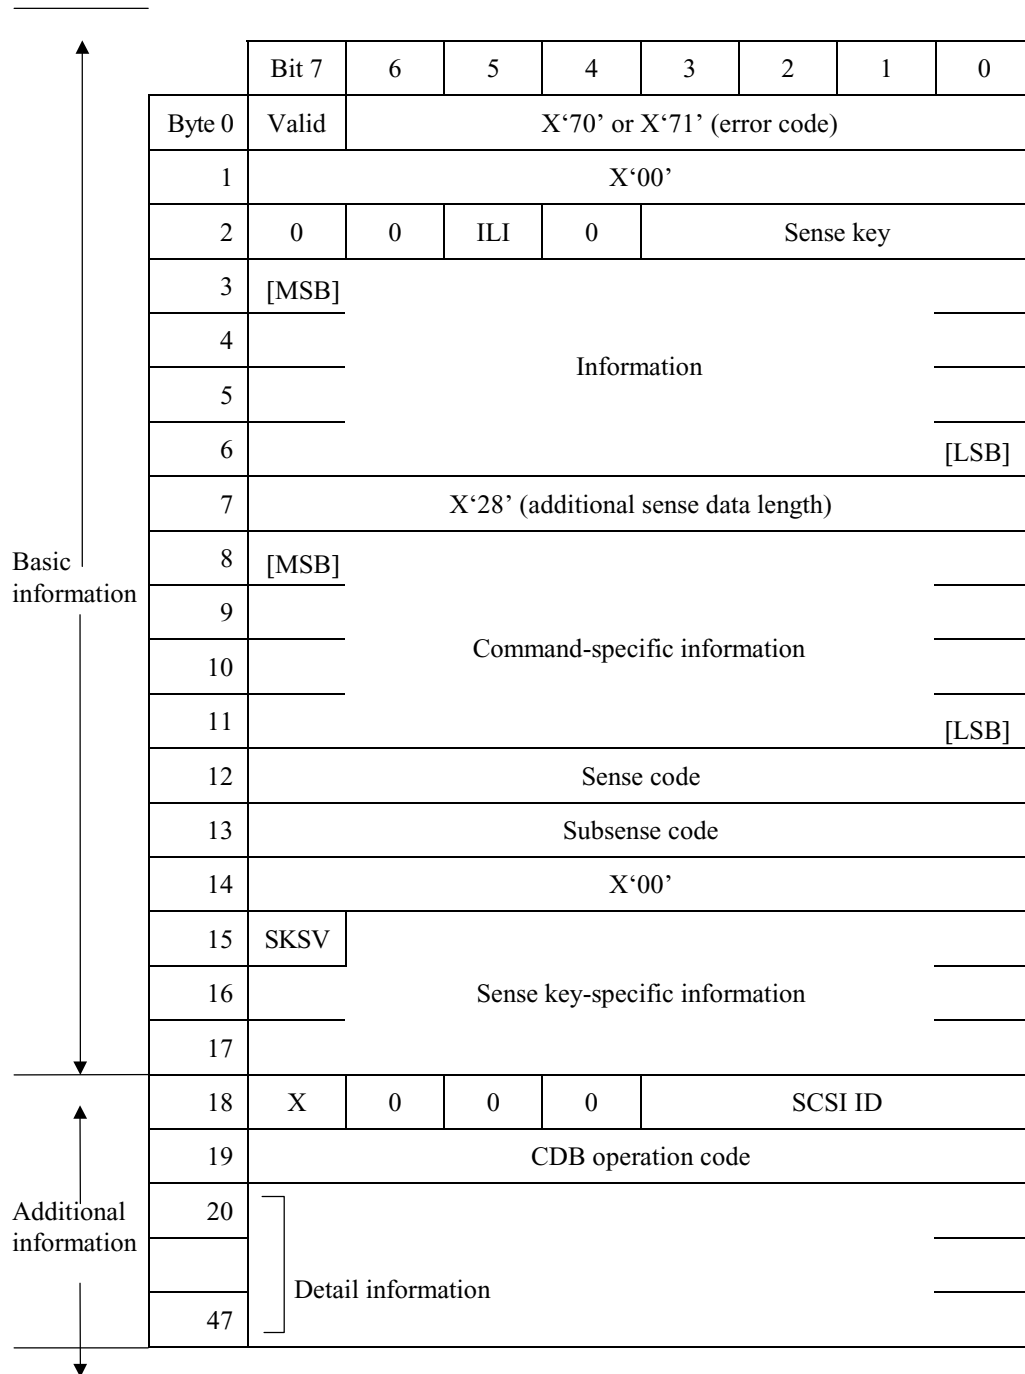 Bit 7 6 5 4 3 2 1 0
Byte 0 Valid X‘70’ or X‘71’ (error code)
1 X‘00’
2 0 0 ILI 0 Sense key
3 [MSB]
4
Information
5
6 [LSB]
7 X‘28’ (additional sense data length)
Basic
information
8 [MSB]
9
Command-specific information
10
11 [LSB]
12 Sense code
13 Subsense code
14 X‘00’
15 SKSV
16 Sense key-specific information
17
18 X 0 0 0 SCSI ID
19 CDB operation code
Additional
information
20
Detail information
47